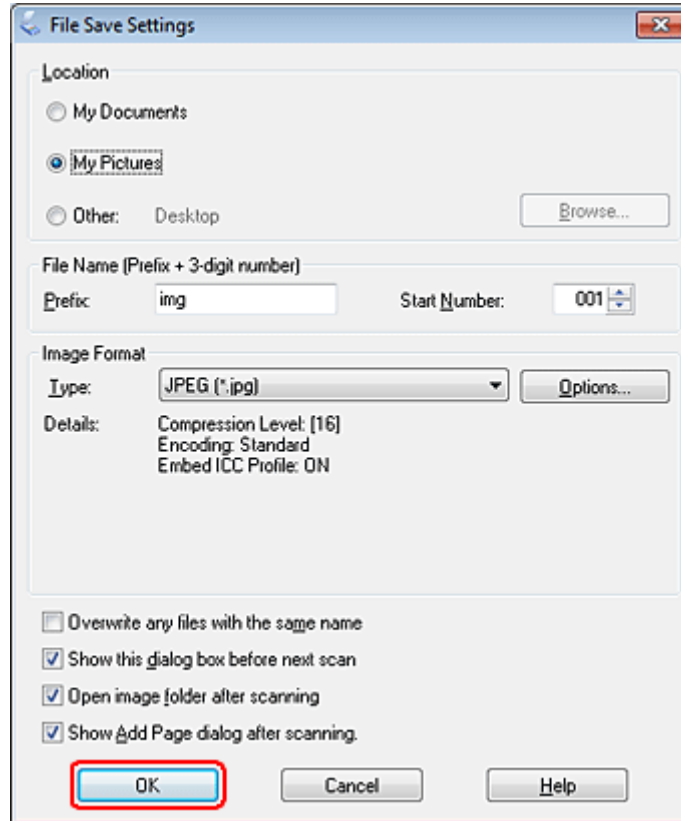 File Save Settings
Location
My Documents
My Pictures
Other: Desktop Browse...
File Name (Prefix + 3-digit number)
Prefix: img Start Number: 001
Image Format
Type: JPEG (*.jpg) Options...
Details: Compression Level: [16]
Encoding: Standard
Embed ICC Profile: ON
Overwrite any files with the same name
Show this dialog box before next scan
Open image folder after scanning
Show Add Page dialog after scanning.
OK Cancel Help